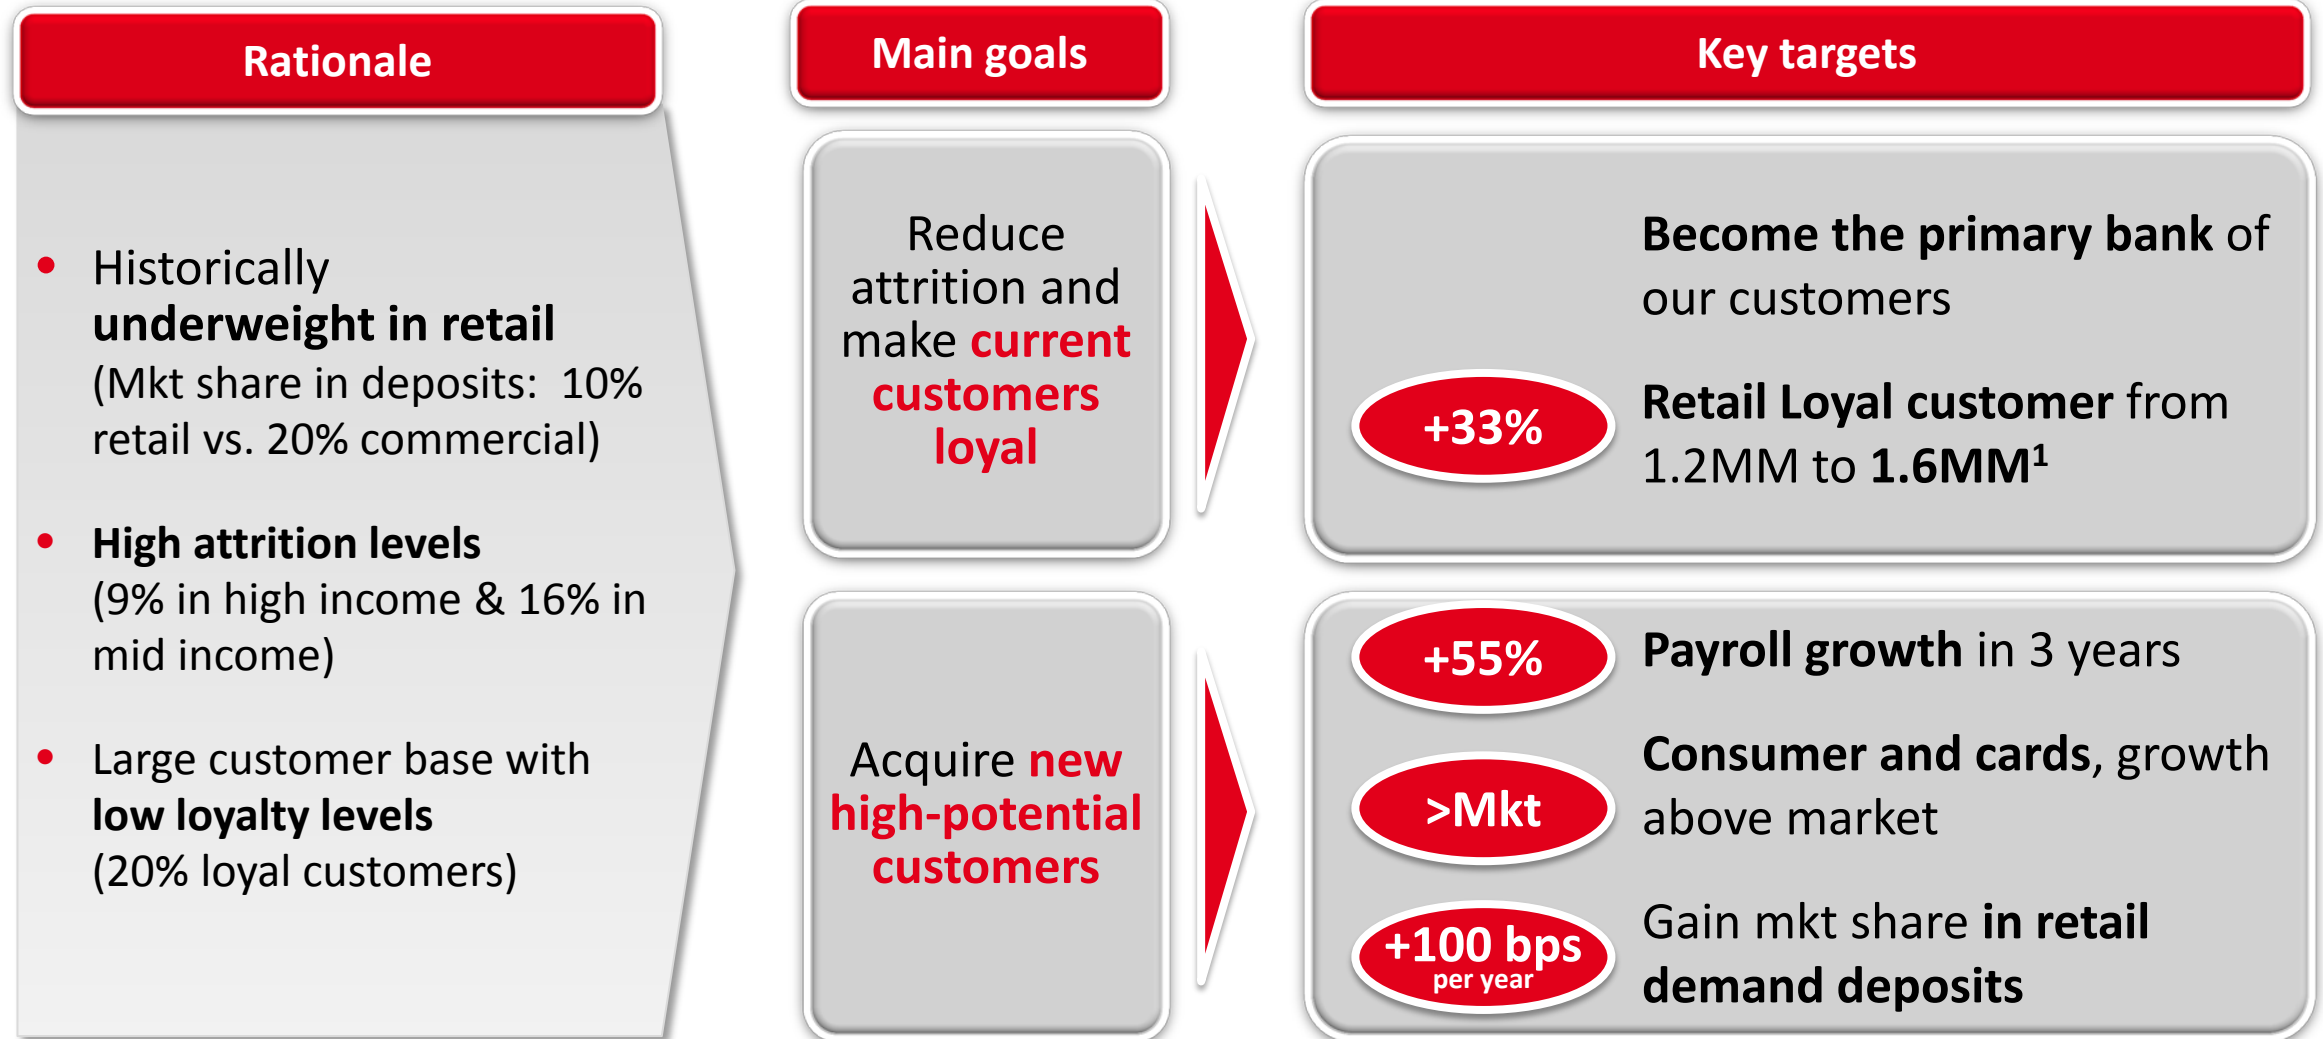 Rationale
• Historically
underweight in retail
(Mkt share in deposits: 10%
retail vs. 20% commercial)
• High attrition levels
(9% in high income & 16% in
mid income)
• Large customer base with
low loyalty levels
(20% loyal customers)
Main goals
Reduce
attrition and
make current
customers
loyal
Acquire new
high-potential
customers
Key targets
Become the primary bank of
our customers
+33%
Retail Loyal customer from
1.2MM to 1.6MM¹
+55%
Payroll growth in 3 years
>Mkt
Consumer and cards, growth
above market
+100 bps
per year
Gain mkt share in retail
demand deposits